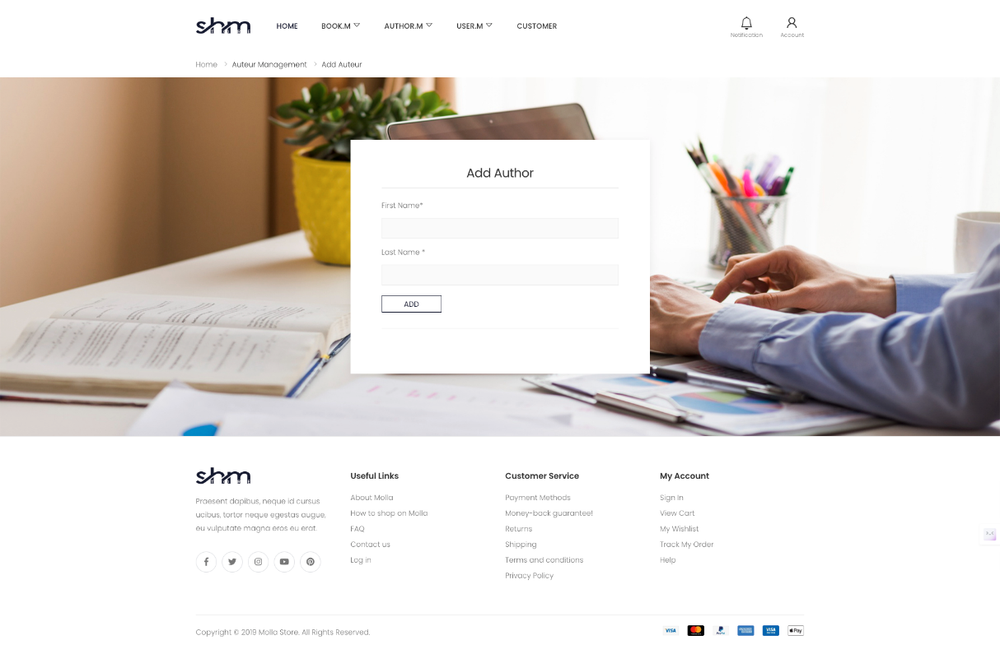 shm
HOME
BOOK.M
AUTHOR.M
USER.M
CUSTOMER
Notification
Account
Home > Auteur Management > Add Auteur
Add Author
First Name*
Last Name *
ADD
shm
Praesent dapibus, neque id cursus
ucibus, tortor neque egestas augue,
eu vulputate magna eros eu erat.
Useful Links
About Molla
How to shop on Molla
FAQ
Contact us
Log in
Customer Service
Payment Methods
Money-back guarantee!
Returns
Shipping
Terms and conditions
Privacy Policy
My Account
Sign In
View Cart
My Wishlist
Track My Order
Help
Copyright © 2019 Molla Store. All Rights Reserved.
VISA
PayPal
VISA
Pay